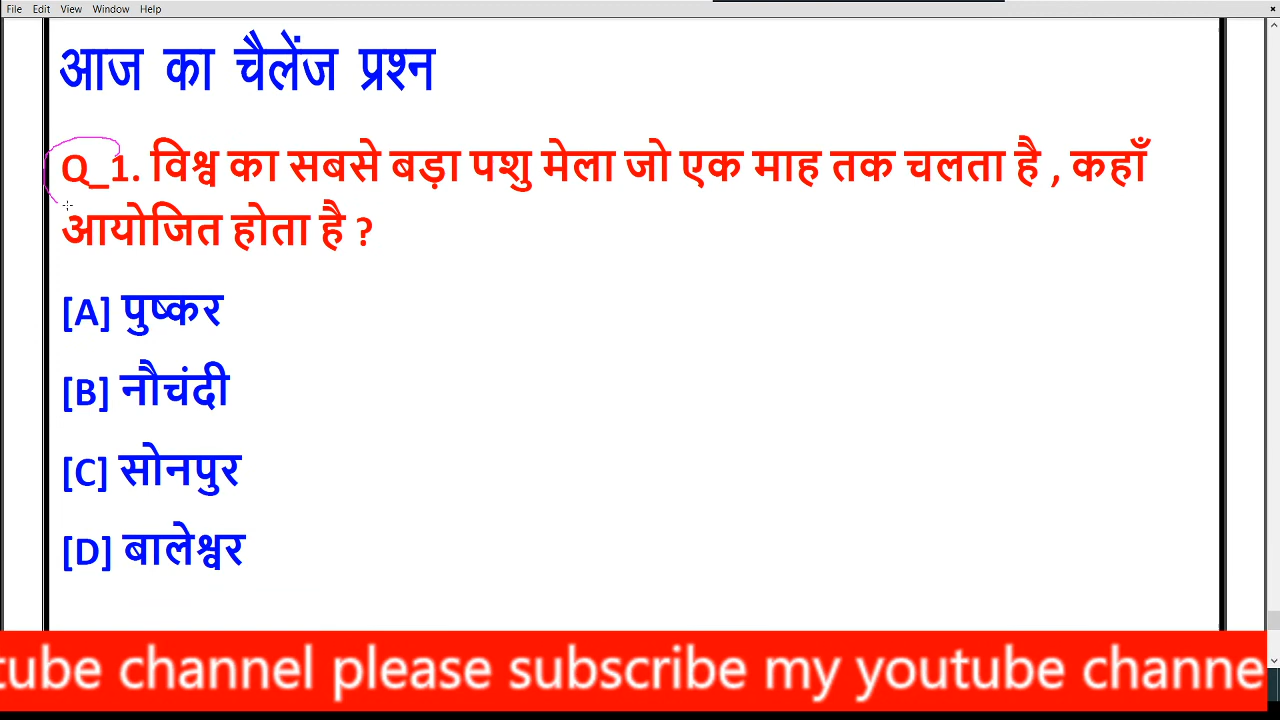 File Edit View Window Help
आज का चैलेंज प्रश्न
Q_1. विश्व का सबसे बड़ा पशु मेला जो एक माह तक चलता है , कहाँ
आयोजित होता है ?
[A] पुष्कर
[B] नौचंदी
[C] सोनपुर
[D] बालेश्वर
tube channel please subscribe my youtube channe